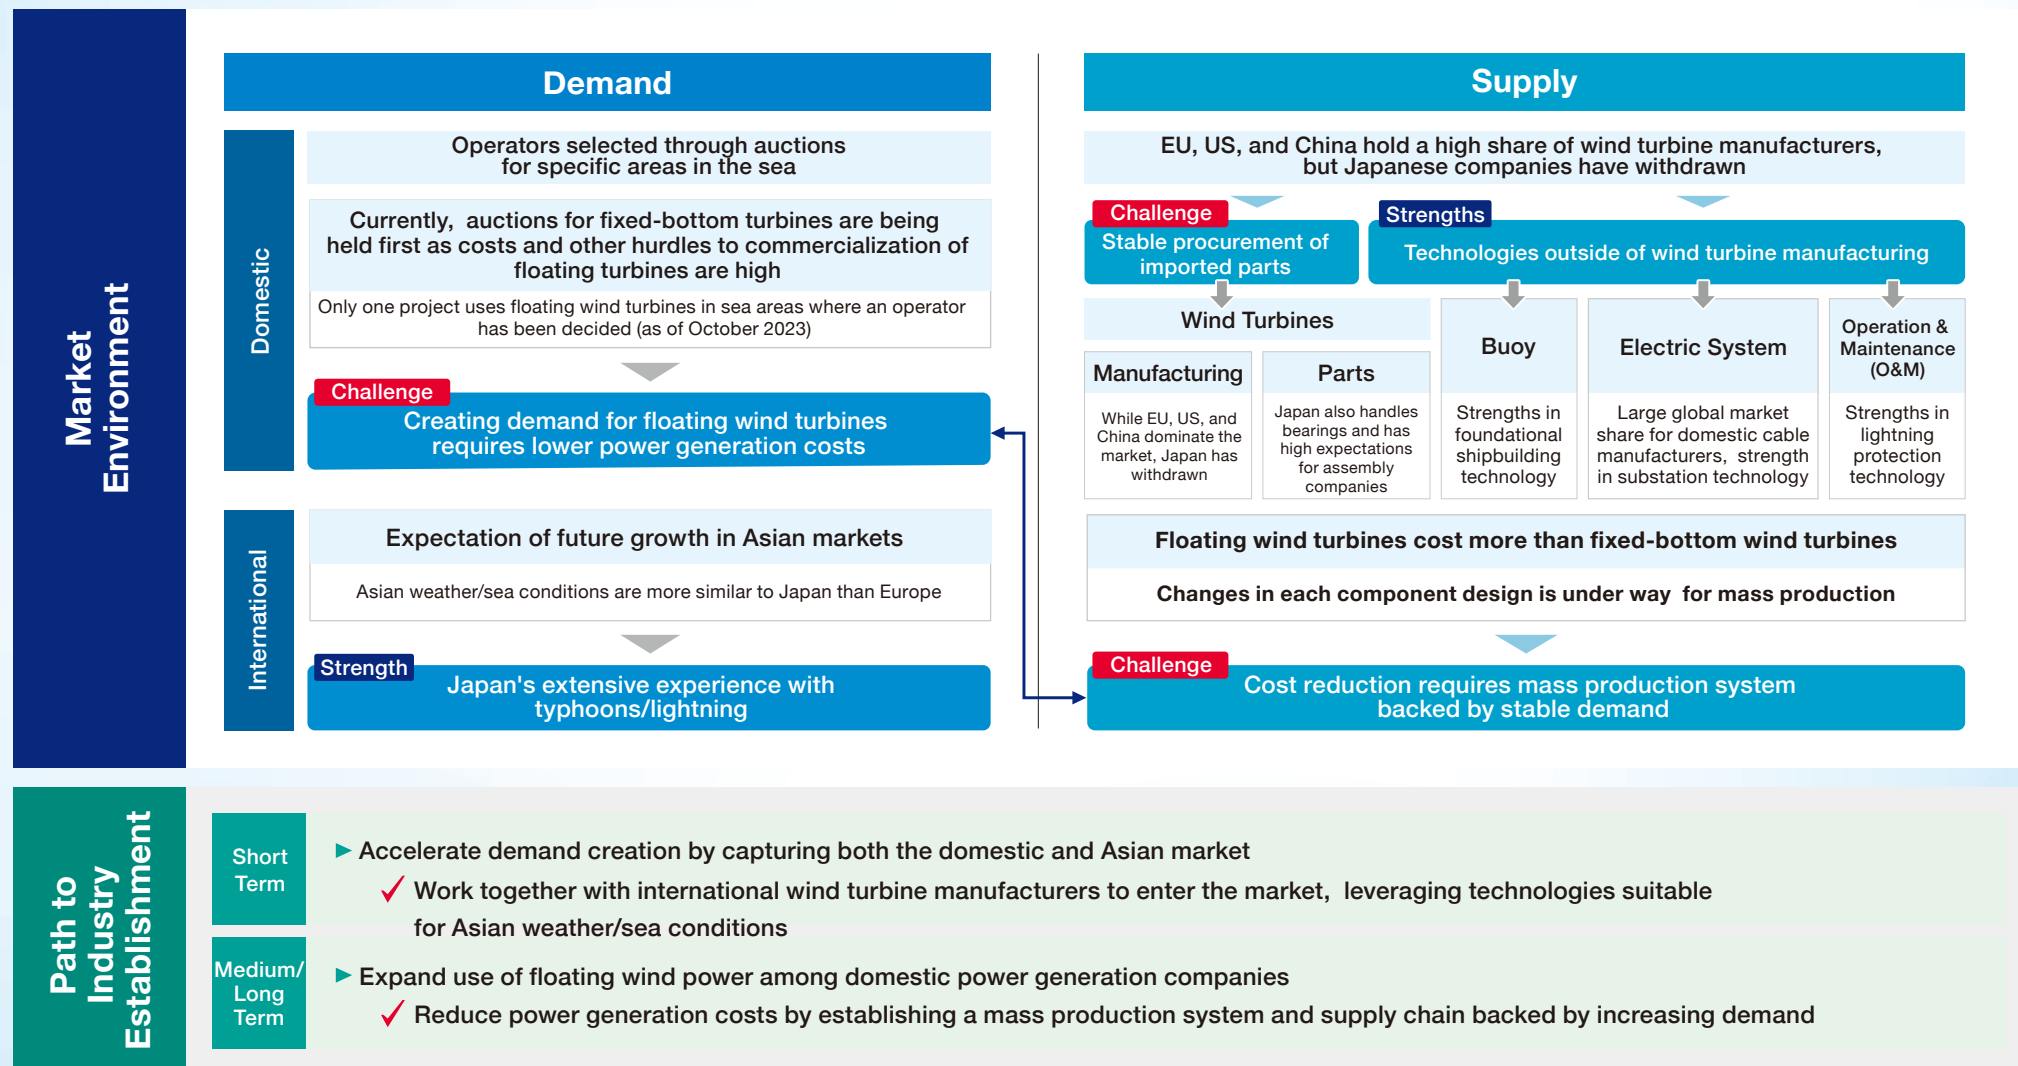 Market
Environment
Demand
Domestic
Operators selected through auctions
for specific areas in the sea
Currently, auctions for fixed-bottom turbines are being
held first as costs and other hurdles to commercialization of
floating turbines are high
Only one project uses floating wind turbines in sea areas where an operator
has been decided (as of October 2023)
Challenge
Creating demand for floating wind turbines
requires lower power generation costs
International
Expectation of future growth in Asian markets
Asian weather/sea conditions are more similar to Japan than Europe
Strength
Japan's extensive experience with
typhoons/lightning
Supply
EU, US, and China hold a high share of wind turbine manufacturers,
but Japanese companies have withdrawn
Challenge
Stable procurement of
imported parts
Strengths
Technologies outside of wind turbine manufacturing
Wind Turbines
Manufacturing
While EU, US, and
China dominate the
market, Japan has
withdrawn
Parts
Japan also handles
bearings and has
high expectations
for assembly
companies
Buoy
Strengths in
foundational
shipbuilding
technology
Electric System
Large global market
share for domestic cable
manufacturers, strength
in substation technology
Operation &
Maintenance
(O&M)
Strengths in
lightning
protection
technology
Floating wind turbines cost more than fixed-bottom wind turbines
Changes in each component design is under way for mass production
Challenge
Cost reduction requires mass production system
backed by stable demand
Path to
Industry
Establishment
Short
Term
Accelerate demand creation by capturing both the domestic and Asian market
Work together with international wind turbine manufacturers to enter the market, leveraging technologies suitable
for Asian weather/sea conditions
Medium/
Long
Term
Expand use of floating wind power among domestic power generation companies
Reduce power generation costs by establishing a mass production system and supply chain backed by increasing demand